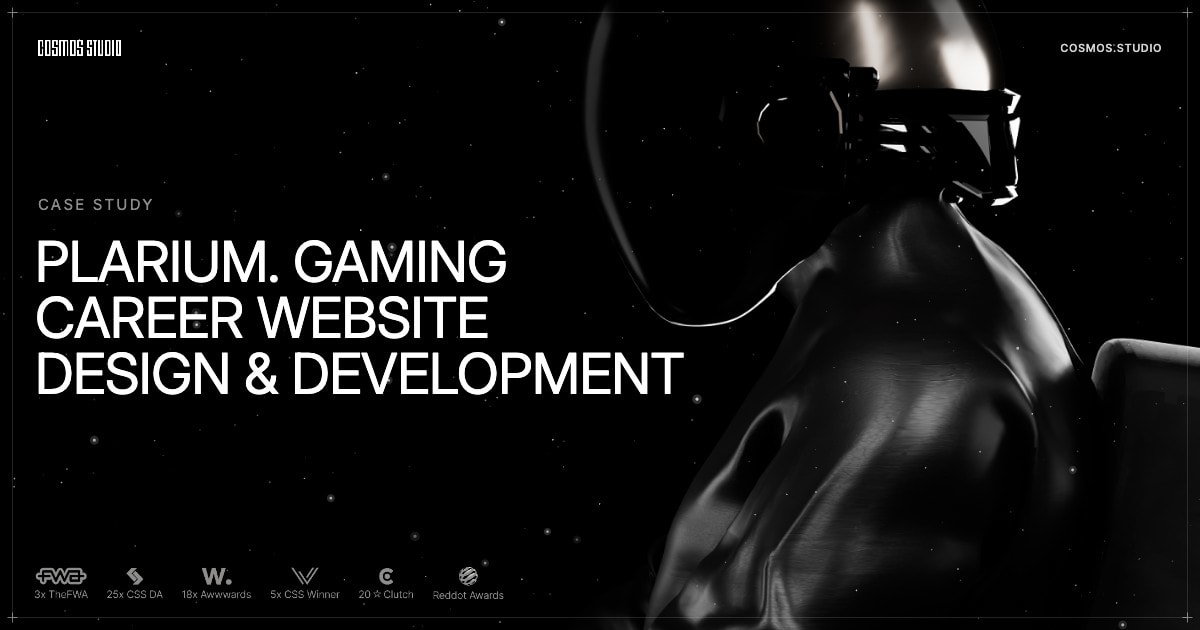 COSMOS STUDIO
COSMOS.STUDIO
CASE STUDY
PLARIUM. GAMING
CAREER WEBSITE
DESIGN & DEVELOPMENT
FWA
W.
3x TheFWA
25x CSS DA
18x Awwwards
5x CSS Winner
20 ☆ Clutch
Reddot Awards